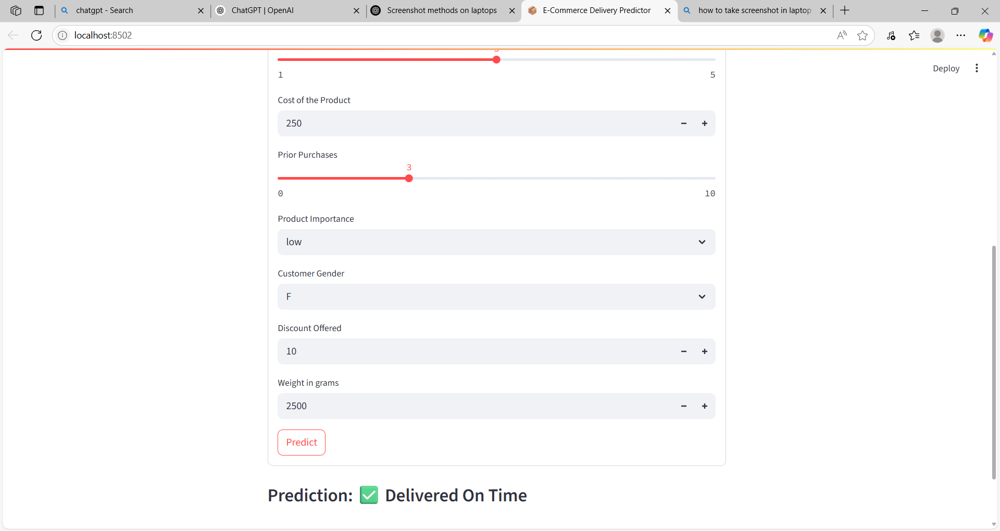 chatgpt - Search
ChatGPT | OpenAI
Screenshot methods on laptops
E-Commerce Delivery Predictor
how to take screenshot in laptop
localhost:8502
Deploy
1 5
Cost of the Product
250
Prior Purchases
3
0 10
Product Importance
low
Customer Gender
F
Discount Offered
10
Weight in grams
2500
Predict
Prediction: ✅ Delivered On Time